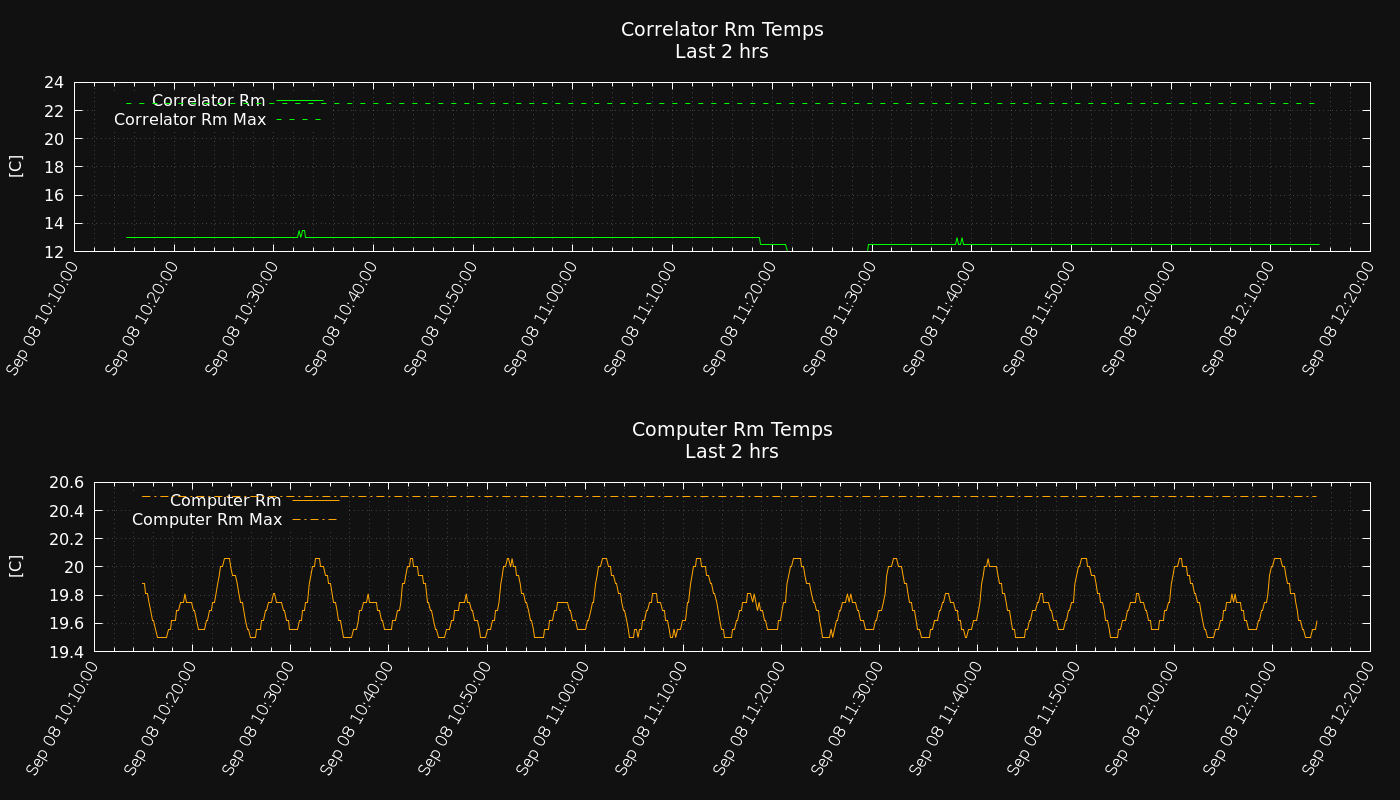 Correlator Rm Temps
Last 2 hrs
24
22
20
18
16
14
12
[C]
Correlator Rm
Correlator Rm Max
Sep 08 10:10:00
Sep 08 10:20:00
Sep 08 10:30:00
Sep 08 10:40:00
Sep 08 10:50:00
Sep 08 11:00:00
Sep 08 11:10:00
Sep 08 11:20:00
Sep 08 11:30:00
Sep 08 11:40:00
Sep 08 11:50:00
Sep 08 12:00:00
Sep 08 12:10:00
Sep 08 12:20:00
Computer Rm Temps
Last 2 hrs
20.6
20.4
20.2
20
19.8
19.6
19.4
[C]
Computer Rm
Computer Rm Max
Sep 08 10:10:00
Sep 08 10:20:00
Sep 08 10:30:00
Sep 08 10:40:00
Sep 08 10:50:00
Sep 08 11:00:00
Sep 08 11:10:00
Sep 08 11:20:00
Sep 08 11:30:00
Sep 08 11:40:00
Sep 08 11:50:00
Sep 08 12:00:00
Sep 08 12:10:00
Sep 08 12:20:00